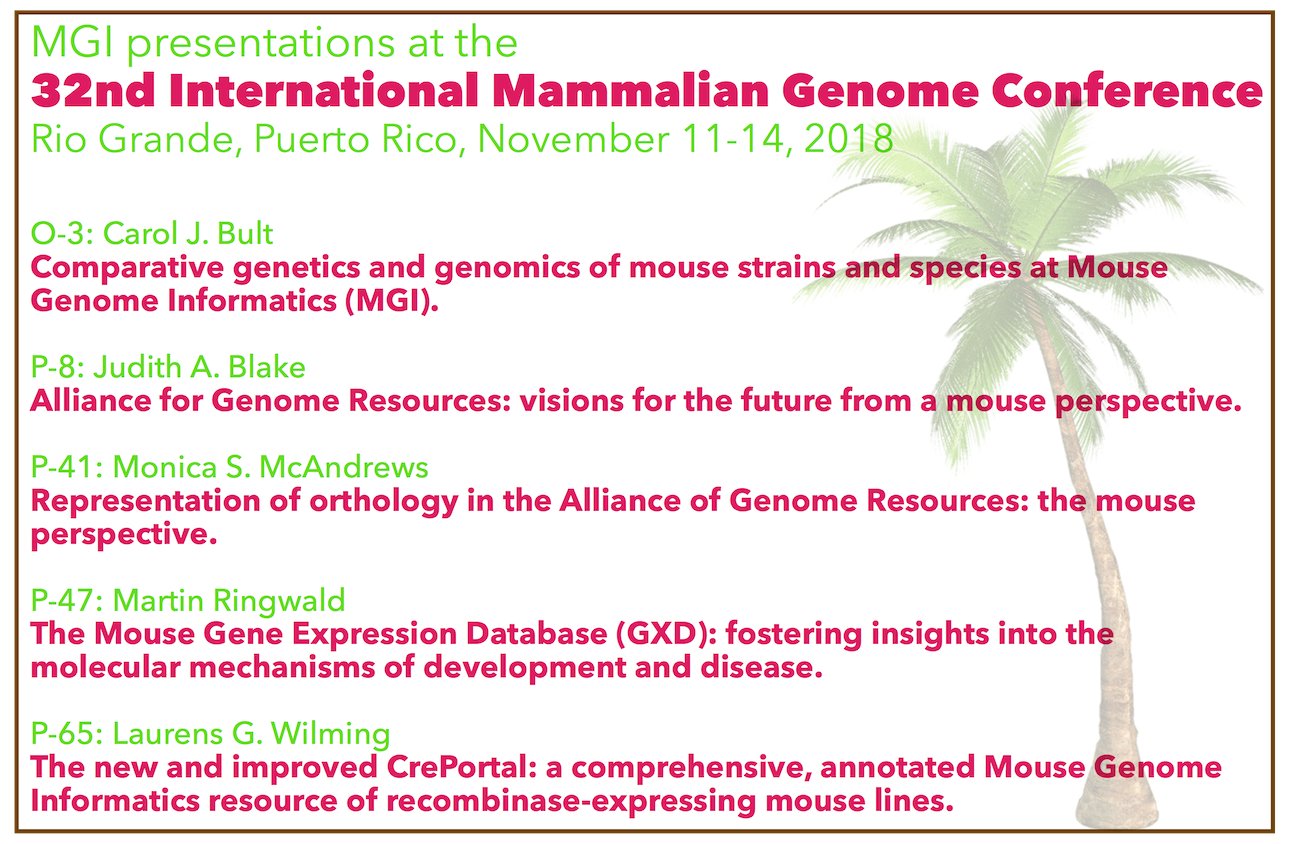 MGI presentations at the
32nd International Mammalian Genome Conference
Rio Grande, Puerto Rico, November 11-14, 2018
O-3: Carol J. Bult
Comparative genetics and genomics of mouse strains and species at Mouse
Genome Informatics (MGI).
P-8: Judith A. Blake
Alliance for Genome Resources: visions for the future from a mouse perspective.
P-41: Monica S. McAndrews
Representation of orthology in the Alliance of Genome Resources: the mouse
perspective.
P-47: Martin Ringwald
The Mouse Gene Expression Database (GXD): fostering insights into the
molecular mechanisms of development and disease.
P-65: Laurens G. Wilming
The new and improved CrePortal: a comprehensive, annotated Mouse Genome
Informatics resource of recombinase-expressing mouse lines.